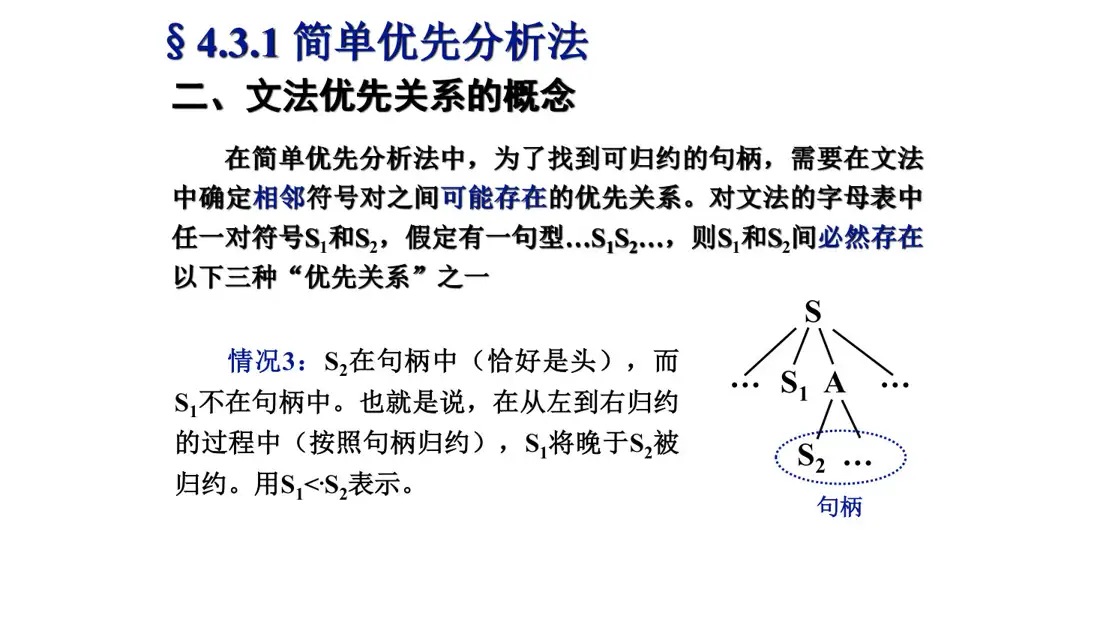 §4.3.1 简单优先分析法
二、文法优先关系的概念
在简单优先分析法中，为了找到可归约的句柄，需要在文法
中确定相邻符号对之间可能存在的优先关系。对文法的字母表中
任一对符号S₁和S₂，假定有一句型…S₁S₂…，则S₁和S₂间必然存在
以下三种“优先关系”之一
情况3：S₂在句柄中（恰好是头），而
S₁不在句柄中。也就是说，在从左到右归约
的过程中（按照句柄归约），S₁将晚于S₂被
归约。用S₁<·S₂表示。
S
… S₁ A …
S₂ …
句柄